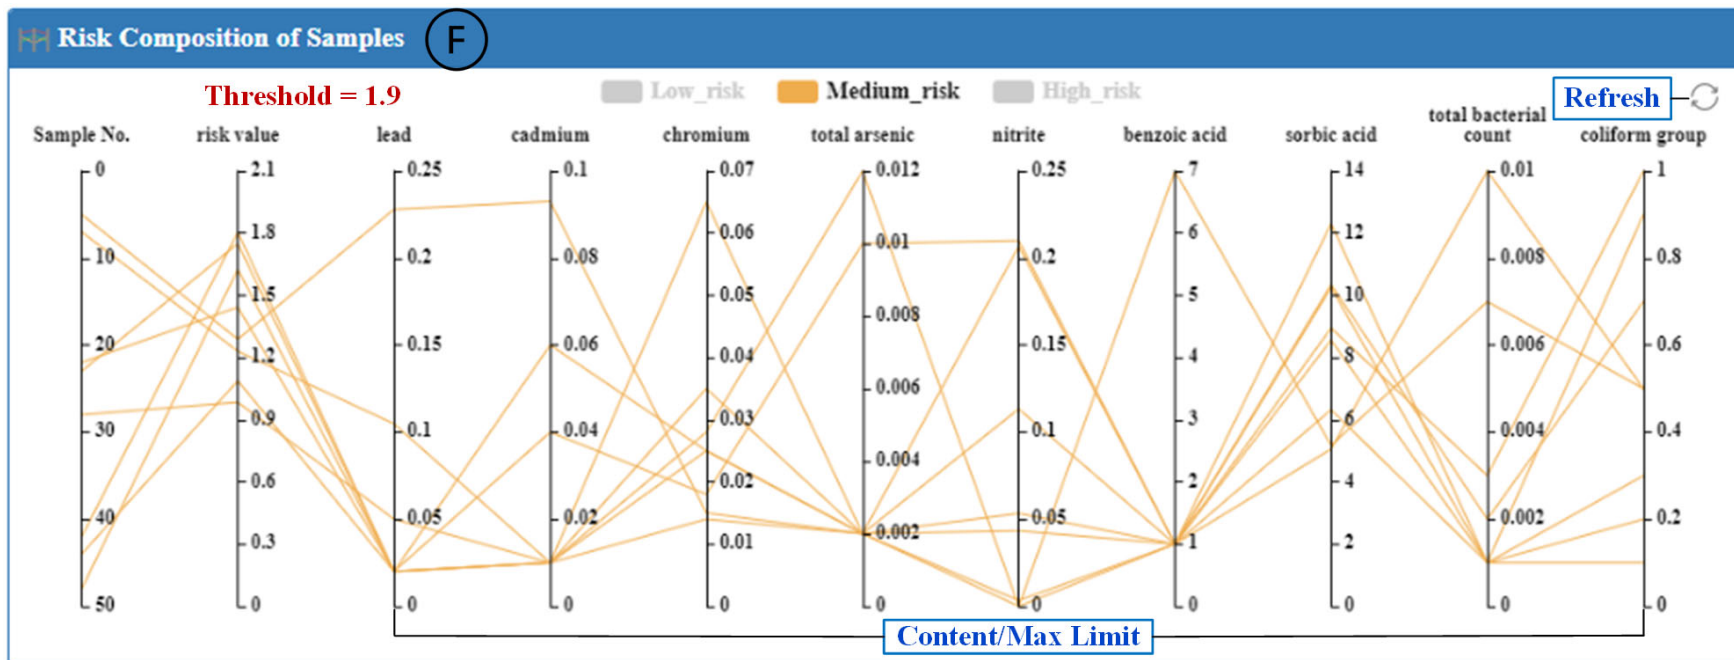 Risk Composition of Samples F
Threshold = 1.9
Low_risk Medium_risk High_risk
Refresh
Sample No. risk value lead cadmium chromium total arsenic nitrite benzoic acid sorbic acid total bacterial count coliform group
0 10 20 30 40 50
2.1 1.8 1.5 1.2 0.9 0.6 0.3 0
0.25 0.2 0.15 0.1 0.05 0
0.1 0.08 0.06 0.04 0.02 0
0.07 0.06 0.05 0.04 0.03 0.02 0.01 0
0.012 0.01 0.008 0.006 0.004 0.002 0
0.25 0.2 0.15 0.1 0.05 0
7 6 5 4 3 2 1 0
14 12 10 8 6 4 2 0
0.01 0.008 0.006 0.004 0.002 0
1 0.8 0.6 0.4 0.2 0
Content/Max Limit